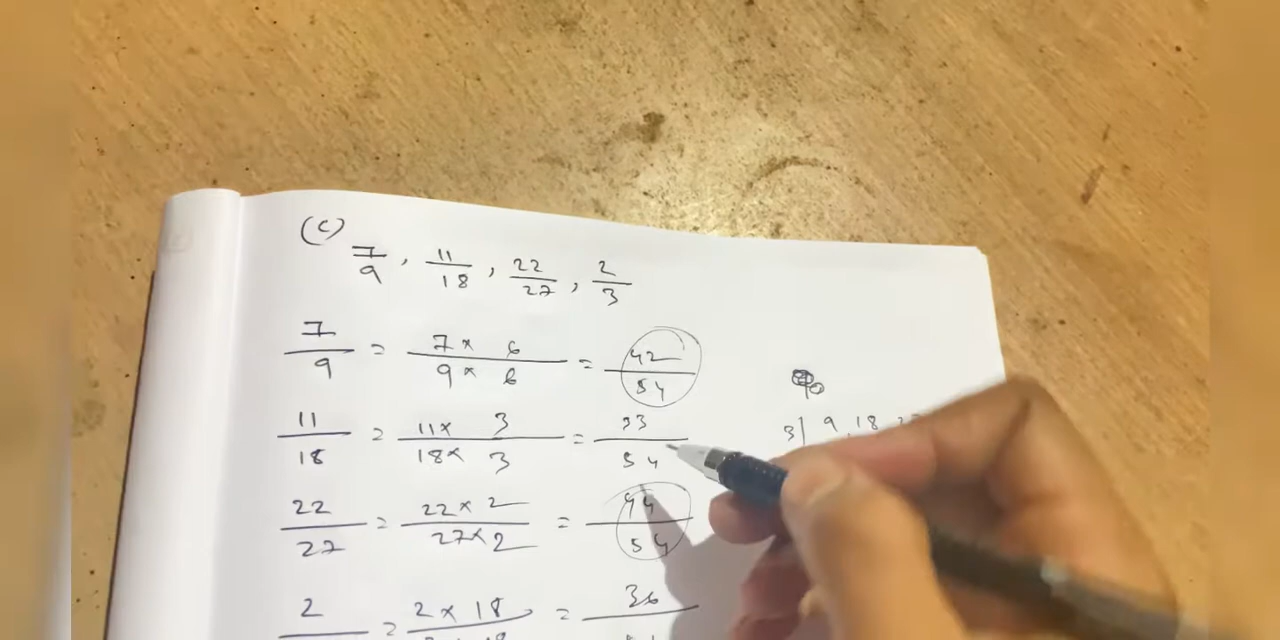 (c)
7/9, 11/18, 22/27, 2/3
7/9 = 7 × 6 / 9 × 6 = 42/54
11/18 = 11 × 3 / 18 × 3 = 33/54
3 | 9, 18,
22/27 = 22 × 2 / 27 × 2 = 44/54
2 = 2 × 18 = 36